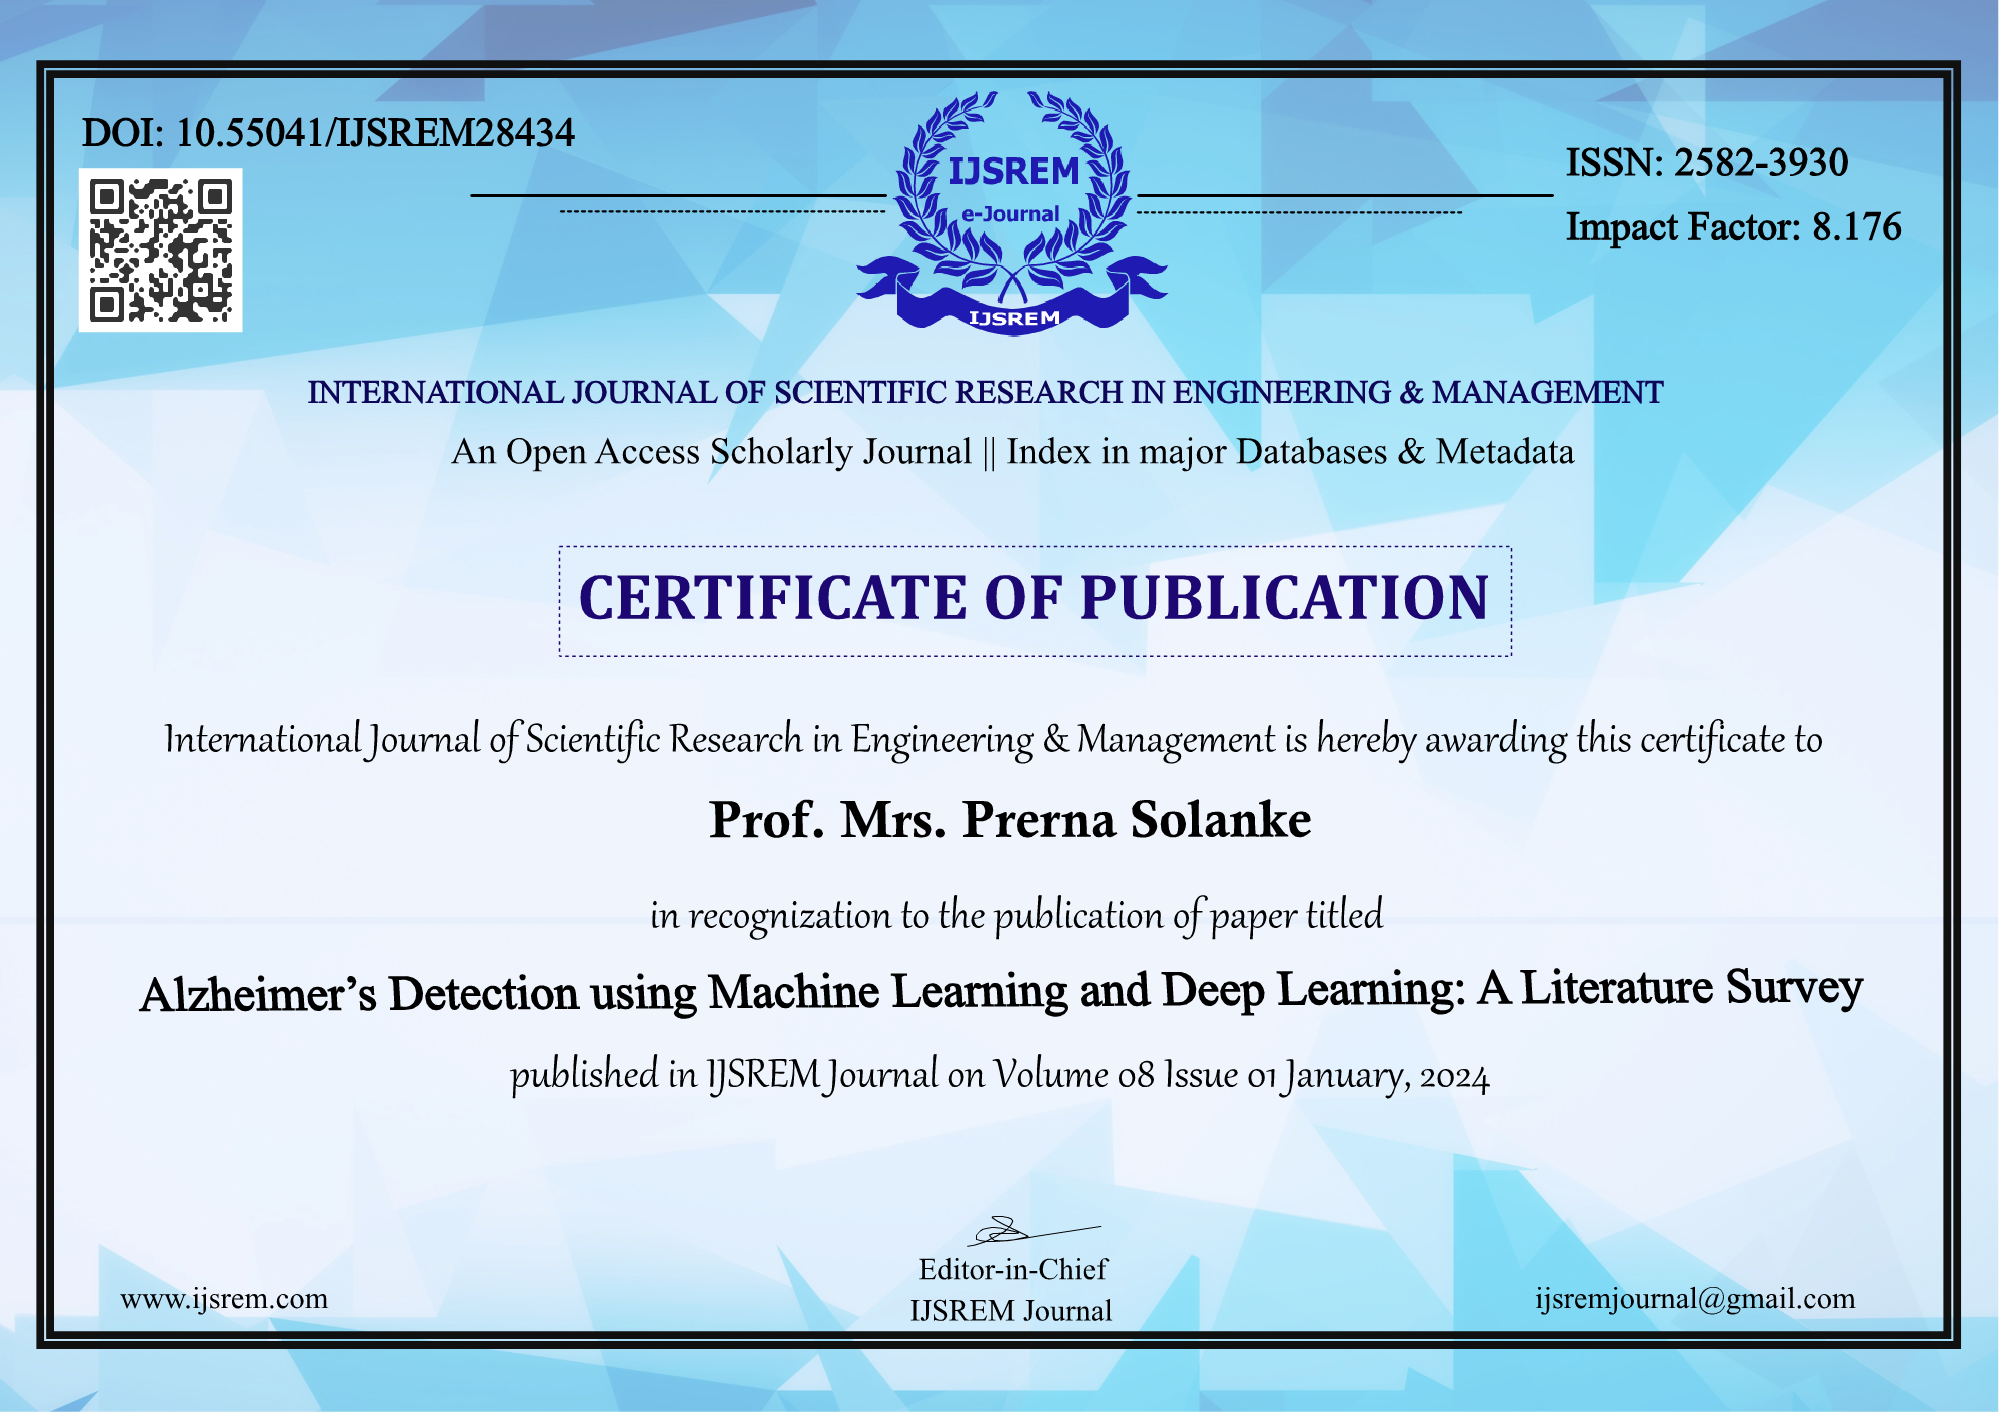 DOI: 10.55041/IJSREM28434
IJSREM
e-Journal
IJSREM
ISSN: 2582-3930
Impact Factor: 8.176
INTERNATIONAL JOURNAL OF SCIENTIFIC RESEARCH IN ENGINEERING & MANAGEMENT
An Open Access Scholarly Journal || Index in major Databases & Metadata
CERTIFICATE OF PUBLICATION
International Journal of Scientific Research in Engineering & Management is hereby awarding this certificate to
Prof. Mrs. Prerna Solanke
in recognization to the publication of paper titled
Alzheimer’s Detection using Machine Learning and Deep Learning: A Literature Survey
published in IJSREM Journal on Volume 08 Issue 01 January, 2024
Editor-in-Chief
IJSREM Journal
www.ijsrem.com
ijsremjournal@gmail.com